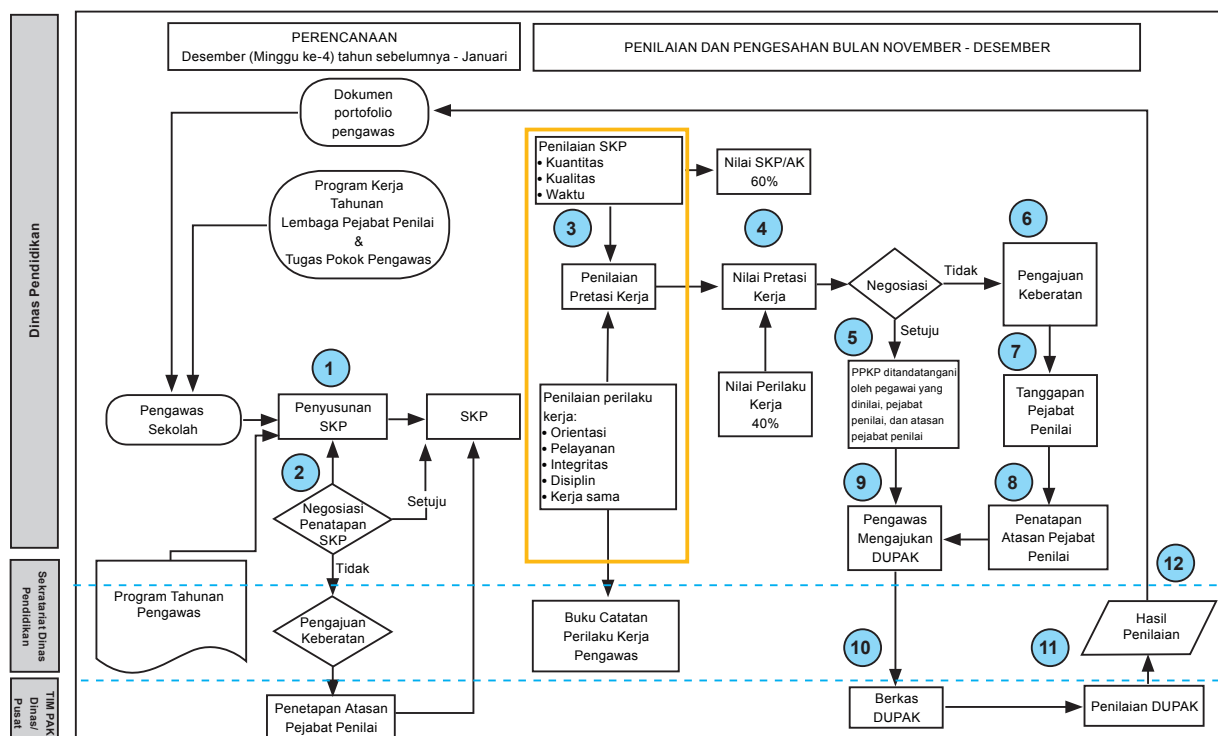 PERENCANAAN
Desember (Minggu ke-4) tahun sebelumnya - Januari
PENILAIAN DAN PENGESAHAN BULAN NOVEMBER - DESEMBER
Dinas Pendidikan
Dokumen
portofolio
pengawas
Program Kerja
Tahunan
Lembaga Pejabat Penilai
&
Tugas Pokok Pengawas
Pengawas
Sekolah
1
Penyusunan
SKP
SKP
2
Negosiasi
Penatapan
SKP
Setuju
Tidak
Penilaian SKP
• Kuantitas
• Kualitas
• Waktu
Nilai SKP/AK
60%
3
Penilaian
Pretasi Kerja
4
Nilai Pretasi
Kerja
Penilaian perilaku
kerja:
• Orientasi
• Pelayanan
• Integritas
• Disiplin
• Kerja sama
Nilai Perilaku
Kerja
40%
Negosiasi
Tidak
Setuju
5
PPKP ditandatangani
oleh pegawai yang
dinilai, pejabat
penilai, dan atasan
pejabat penilai
6
Pengajuan
Keberatan
7
Tanggapan
Pejabat
Penilai
8
Penatapan
Atasan Pejabat
Penilai
9
Pengawas
Mengajukan
DUPAK
Sekratariat Dinas
Pendidikan
Program Tahunan
Pengawas
Pengajuan
Keberatan
Buku Catatan
Perilaku Kerja
Pengawas
10
11
12
Hasil
Penilaian
TIM PAK
Dinas/
Pusat
Penetapan Atasan
Pejabat Penilai
Berkas
DUPAK
Penilaian DUPAK